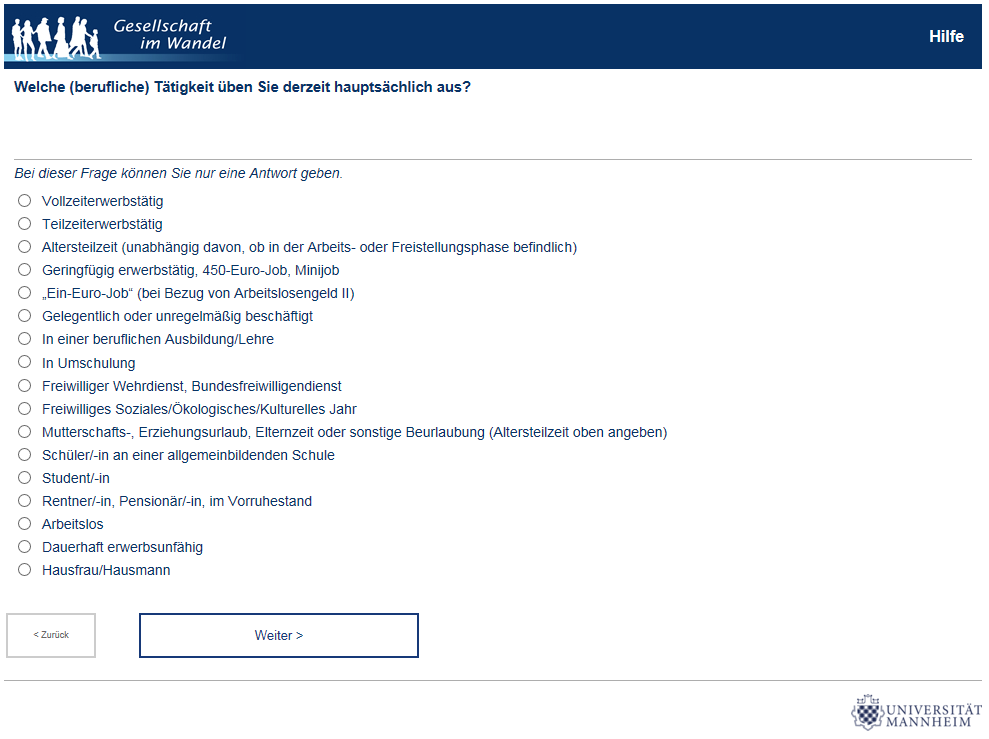 Gesellschaft
im Wandel
Hilfe
Welche (berufliche) Tätigkeit üben Sie derzeit hauptsächlich aus?
Bei dieser Frage können Sie nur eine Antwort geben.
Vollzeiterwerbstätig
Teilzeiterwerbstätig
Altersteilzeit (unabhängig davon, ob in der Arbeits- oder Freistellungsphase befindlich)
Geringfügig erwerbstätig, 450-Euro-Job, Minijob
„Ein-Euro-Job“ (bei Bezug von Arbeitslosengeld II)
Gelegentlich oder unregelmäßig beschäftigt
In einer beruflichen Ausbildung/Lehre
In Umschulung
Freiwilliger Wehrdienst, Bundesfreiwilligendienst
Freiwilliges Soziales/Ökologisches/Kulturelles Jahr
Mutterschafts-, Erziehungsurlaub, Elternzeit oder sonstige Beurlaubung (Altersteilzeit oben angeben)
Schüler/-in an einer allgemeinbildenden Schule
Student/-in
Rentner/-in, Pensionär/-in, im Vorruhestand
Arbeitslos
Dauerhaft erwerbsunfähig
Hausfrau/Hausmann
< Zurück
Weiter >
UNIVERSITÄT
MANNHEIM